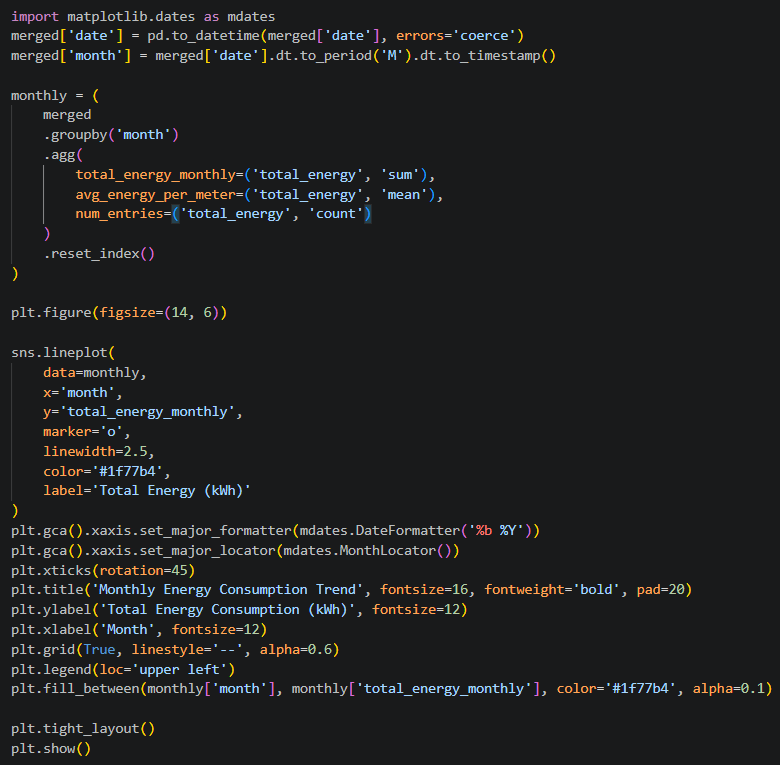 import matplotlib.dates as mdates
merged['date'] = pd.to_datetime(merged['date'], errors='coerce')
merged['month'] = merged['date'].dt.to_period('M').dt.to_timestamp()

monthly = (
    merged
    .groupby('month')
    .agg(
        total_energy_monthly=('total_energy', 'sum'),
        avg_energy_per_meter=('total_energy', 'mean'),
        num_entries=('total_energy', 'count')
    )
    .reset_index()
)

plt.figure(figsize=(14, 6))

sns.lineplot(
    data=monthly,
    x='month',
    y='total_energy_monthly',
    marker='o',
    linewidth=2.5,
    color='#1f77b4',
    label='Total Energy (kWh)'
)
plt.gca().xaxis.set_major_formatter(mdates.DateFormatter('%b %Y'))
plt.gca().xaxis.set_major_locator(mdates.MonthLocator())
plt.xticks(rotation=45)
plt.title('Monthly Energy Consumption Trend', fontsize=16, fontweight='bold', pad=20)
plt.ylabel('Total Energy Consumption (kWh)', fontsize=12)
plt.xlabel('Month', fontsize=12)
plt.grid(True, linestyle='--', alpha=0.6)
plt.legend(loc='upper left')
plt.fill_between(monthly['month'], monthly['total_energy_monthly'], color='#1f77b4', alpha=0.1)

plt.tight_layout()
plt.show()